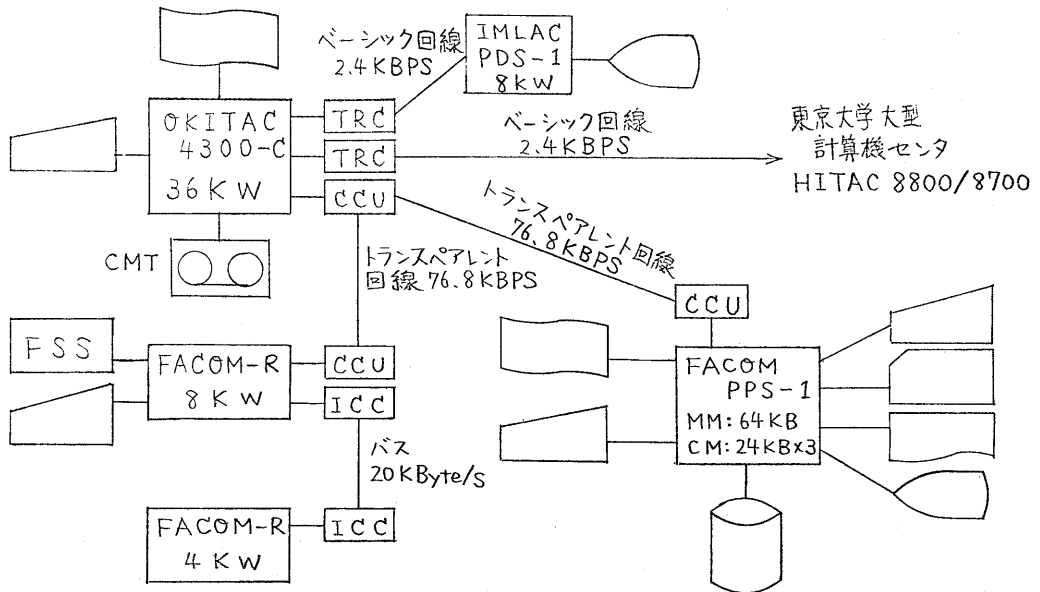 ベーシック回線
2.4KBPS
IMLAC
PDS-1
8KW
OKITAC
4300-C
36KW
TRC
TRC
CCU
ベーシック回線
2.4KBPS
東京大学大型
計算機センタ
HITAC 8800/8700
CMT
トランスペアレント
回線 76.8KBPS
トランスペアレント回線
76.8KBPS
CCU
FSS
FACOM-R
8KW
CCU
ICC
FACOM
PPS-1
MM: 64KB
CM: 24KB×3
バス
20KByte/s
FACOM-R
4KW
ICC